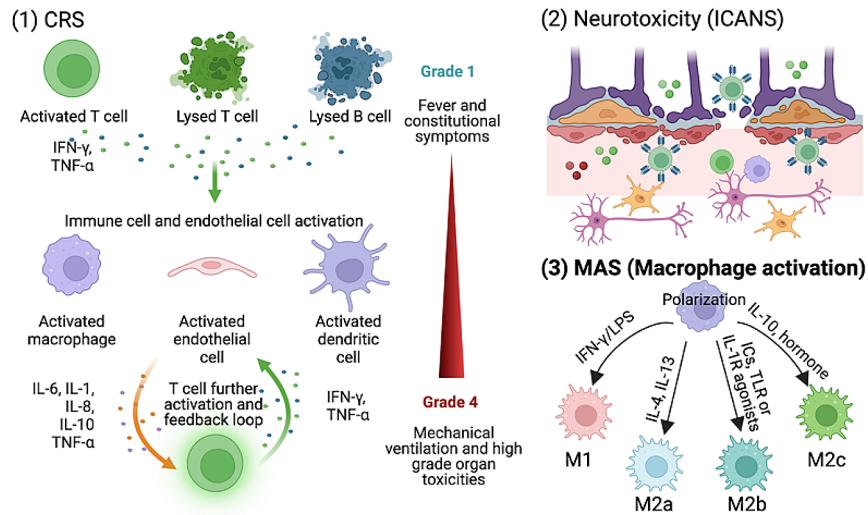 (1) CRS
Activated T cell
Lysed T cell
Lysed B cell
IFN-γ,
TNF-α
Immune cell and endothelial cell activation
Activated
macrophage
Activated
endothelial
cell
Activated
dendritic
cell
IL-6, IL-1,
IL-8,
IL-10
TNF-α
T cell further
activation and
feedback loop
IFN-γ,
TNF-α
Grade 1
Fever and
constitutional
symptoms
Grade 4
Mechanical
ventilation and high
grade organ
toxicities
(2) Neurotoxicity (ICANS)
(3) MAS (Macrophage activation)
Polarization
IFN-γ/LPS
IL-4, IL-13
ICs, TLR or
IL-1R agonists
IL-10, hormone
M1
M2a
M2b
M2c